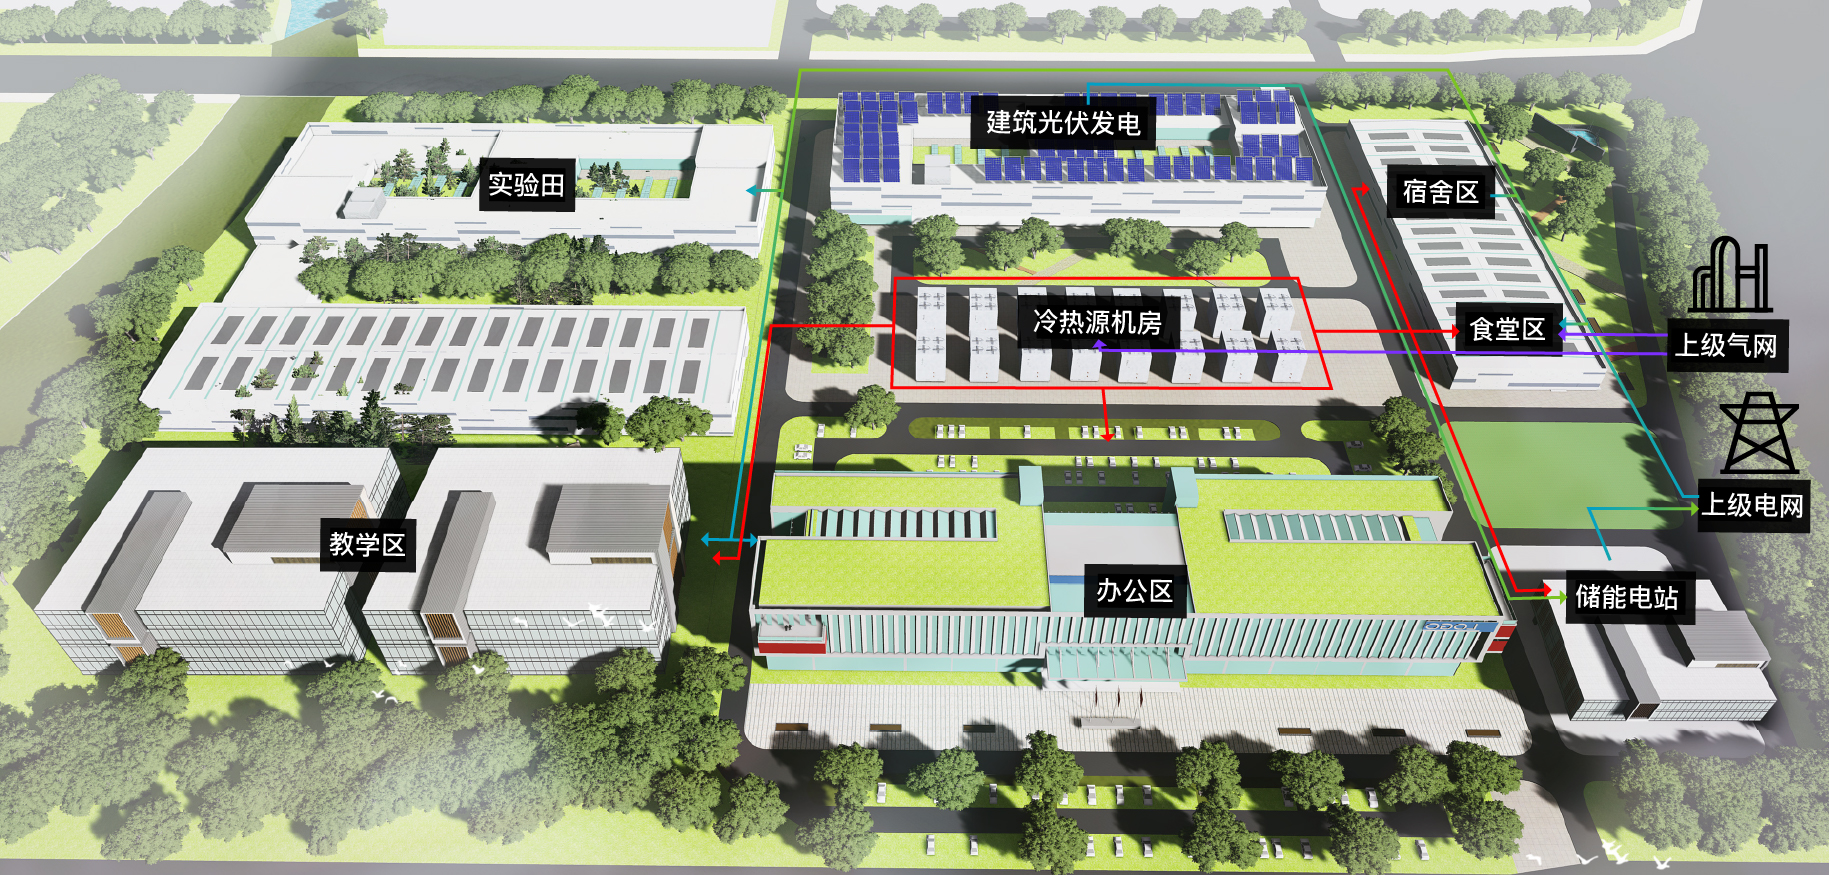 建筑光伏发电
实验田
宿舍区
冷热源机房
食堂区
上级气网
上级电网
教学区
办公区
储能电站